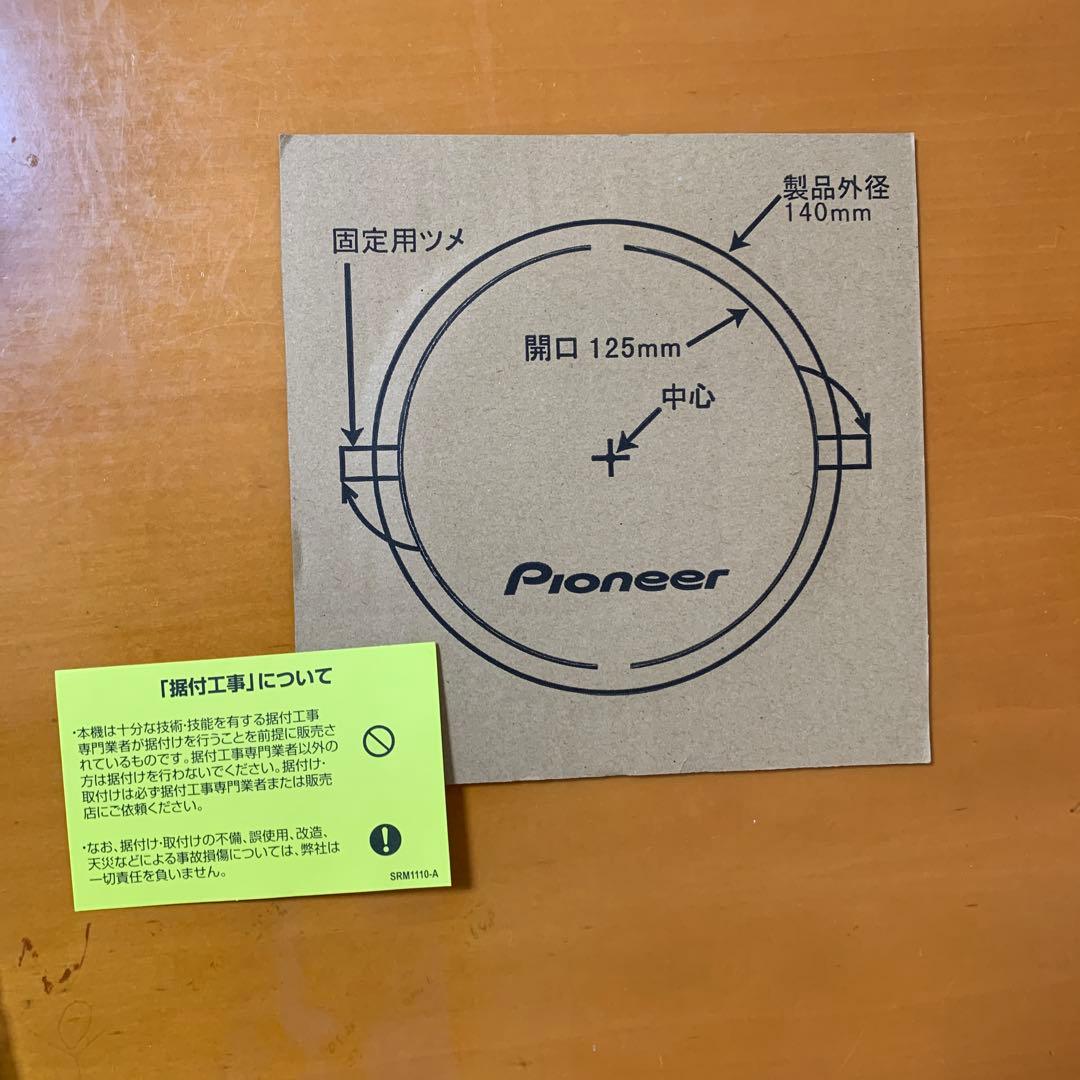 製品外径
140mm
固定用ツメ
開口 125mm
中心
Pioneer
「据付工事」について
・本機は十分な技術・技能を有する据付工事
専門業者が据付けを行うことを前提に販売さ
れているものです。据付工事専門業者以外の
方は据付けを行わないでください。据付け・
取付けは必ず据付工事専門業者または販売
店にご依頼ください。
・なお、据付け・取付けの不備、誤使用、改造、
天災などによる事故損傷については、弊社は
一切責任を負いません。
SRM1110-A